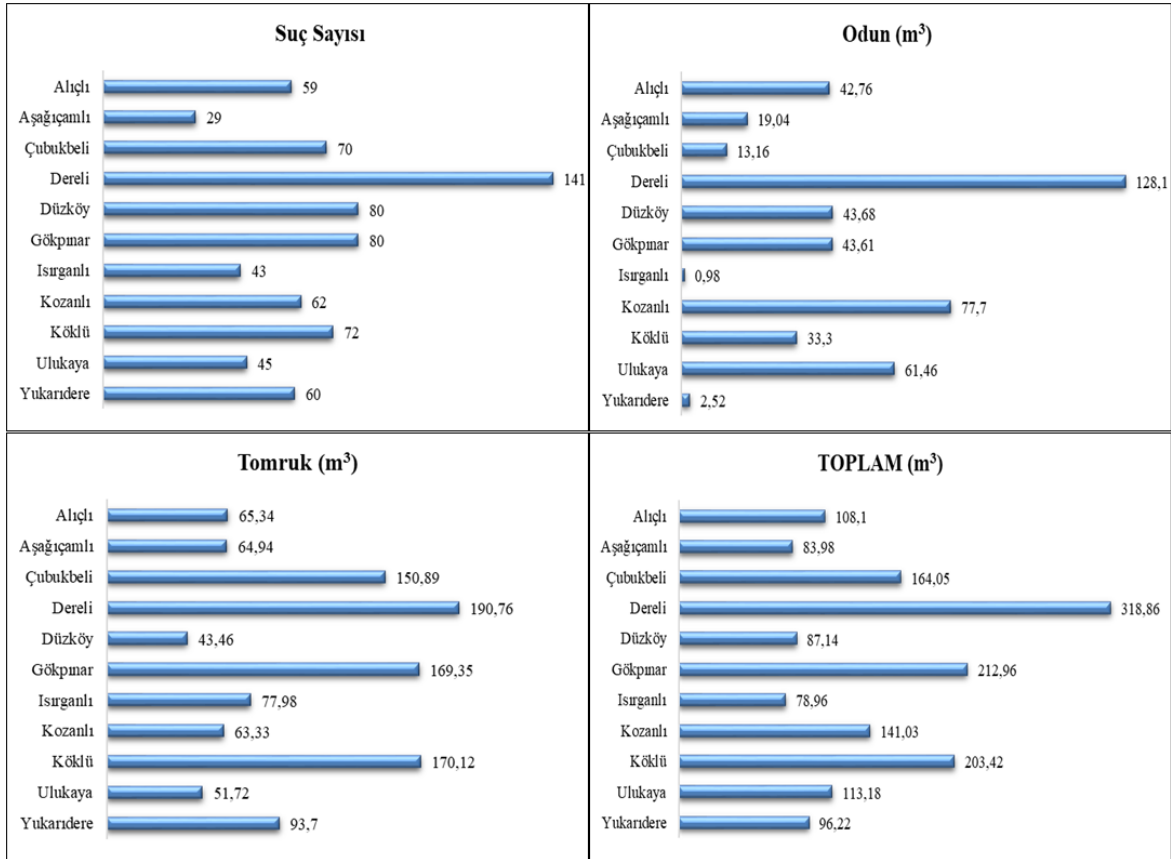 Suç Sayısı
Alıçlı 59
Aşağıçamlı 29
Çubukbeli 70
Dereli 141
Düzköy 80
Gökpınar 80
Isırganlı 43
Kozanlı 62
Köklü 72
Ulukaya 45
Yukarıdere 60
Odun (m³)
Alıçlı 42,76
Aşağıçamlı 19,04
Çubukbeli 13,16
Dereli 128,1
Düzköy 43,68
Gökpınar 43,61
Isırganlı 0,98
Kozanlı 77,7
Köklü 33,3
Ulukaya 61,46
Yukarıdere 2,52
Tomruk (m³)
Alıçlı 65,34
Aşağıçamlı 64,94
Çubukbeli 150,89
Dereli 190,76
Düzköy 43,46
Gökpınar 169,35
Isırganlı 77,98
Kozanlı 63,33
Köklü 170,12
Ulukaya 51,72
Yukarıdere 93,7
TOPLAM (m³)
Alıçlı 108,1
Aşağıçamlı 83,98
Çubukbeli 164,05
Dereli 318,86
Düzköy 87,14
Gökpınar 212,96
Isırganlı 78,96
Kozanlı 141,03
Köklü 203,42
Ulukaya 113,18
Yukarıdere 96,22